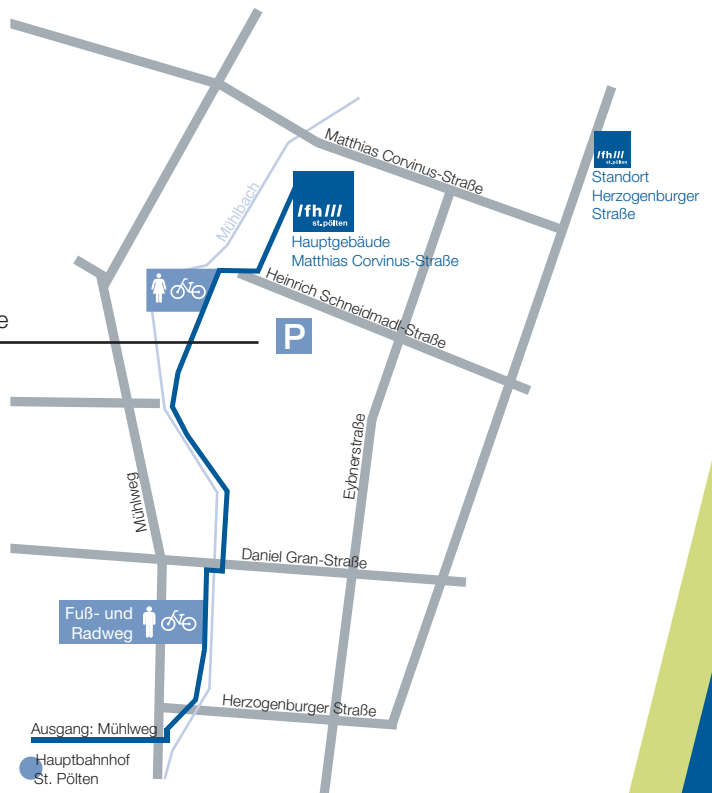 Matthias Corvinus-Straße
/fh///
st.pölten
Standort
Herzogenburger
Straße
Mühlbach
/fh///
st.pölten
Hauptgebäude
Matthias Corvinus-Straße
Heinrich Schneidmadl-Straße
e
P
Eybnerstraße
Mühlweg
Daniel Gran-Straße
Fuß- und
Radweg
Herzogenburger Straße
Ausgang: Mühlweg
Hauptbahnhof
St. Pölten